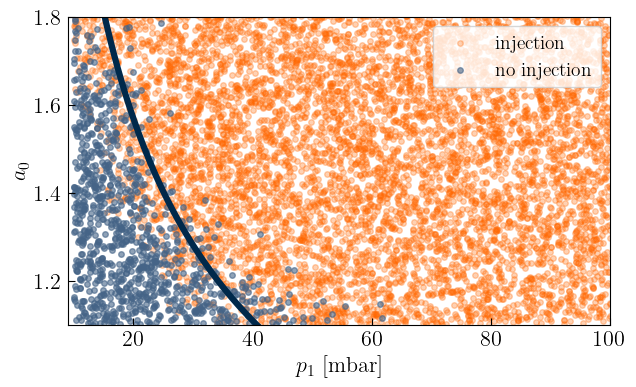 1.8
1.6
1.4
1.2
a₀
20
40
60
80
100
p₁ [mbar]
injection
no injection